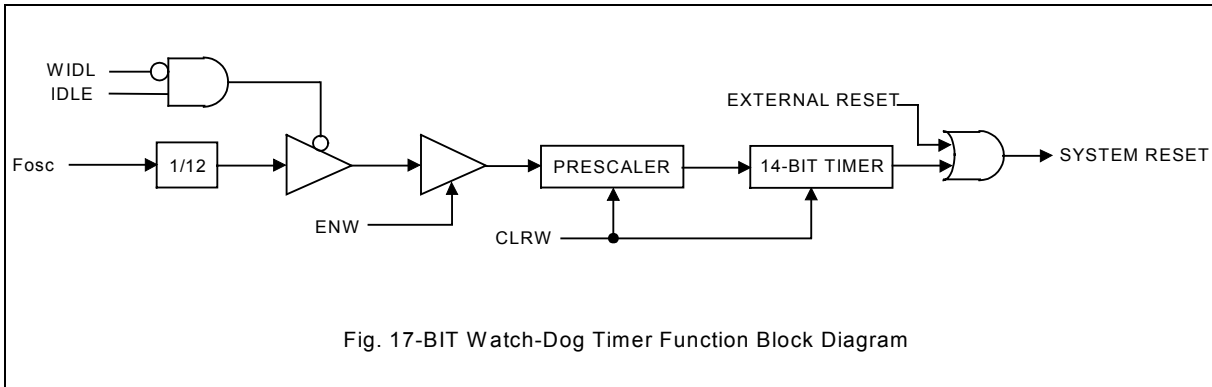 WIDL
IDLE
EXTERNAL RESET
Fosc
1/12
PRESCALER
14-BIT TIMER
SYSTEM RESET
ENW
CLRW
Fig. 17-BIT Watch-Dog Timer Function Block Diagram